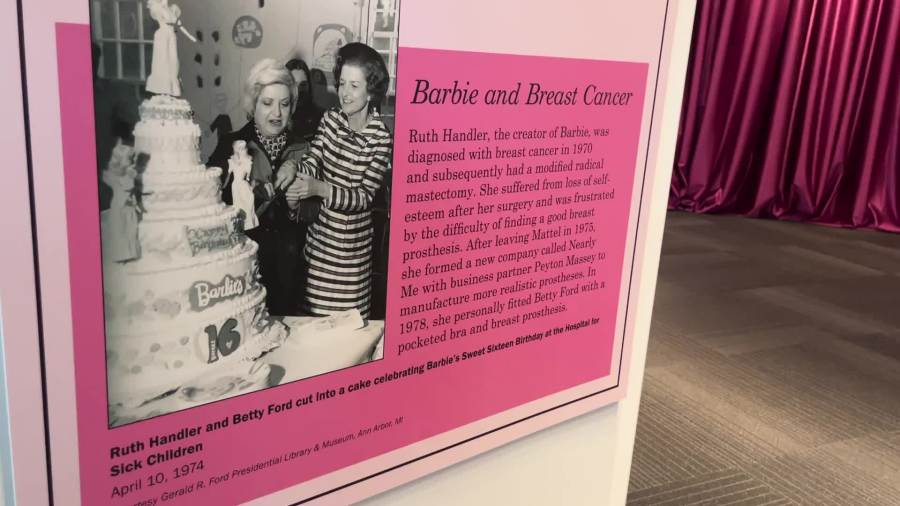 Barbie and Breast Cancer
Ruth Handler, the creator of Barbie, was
diagnosed with breast cancer in 1970
and subsequently had a modified radical
mastectomy. She suffered from loss of self-
esteem after her surgery and was frustrated
by the difficulty of finding a good breast
prosthesis. After leaving Mattel in 1975,
she formed a new company called Nearly
Me with business partner Peyton Massey to
manufacture more realistic prostheses. In
1978, she personally fitted Betty Ford with a
pocketed bra and breast prosthesis.
Barbie's
16
Ruth Handler and Betty Ford cut into a cake celebrating Barbie's Sweet Sixteen Birthday at the Hospital for
Sick Children
April 10, 1974
Gerald R. Ford Presidential Library & Museum, Ann Arbor, MI